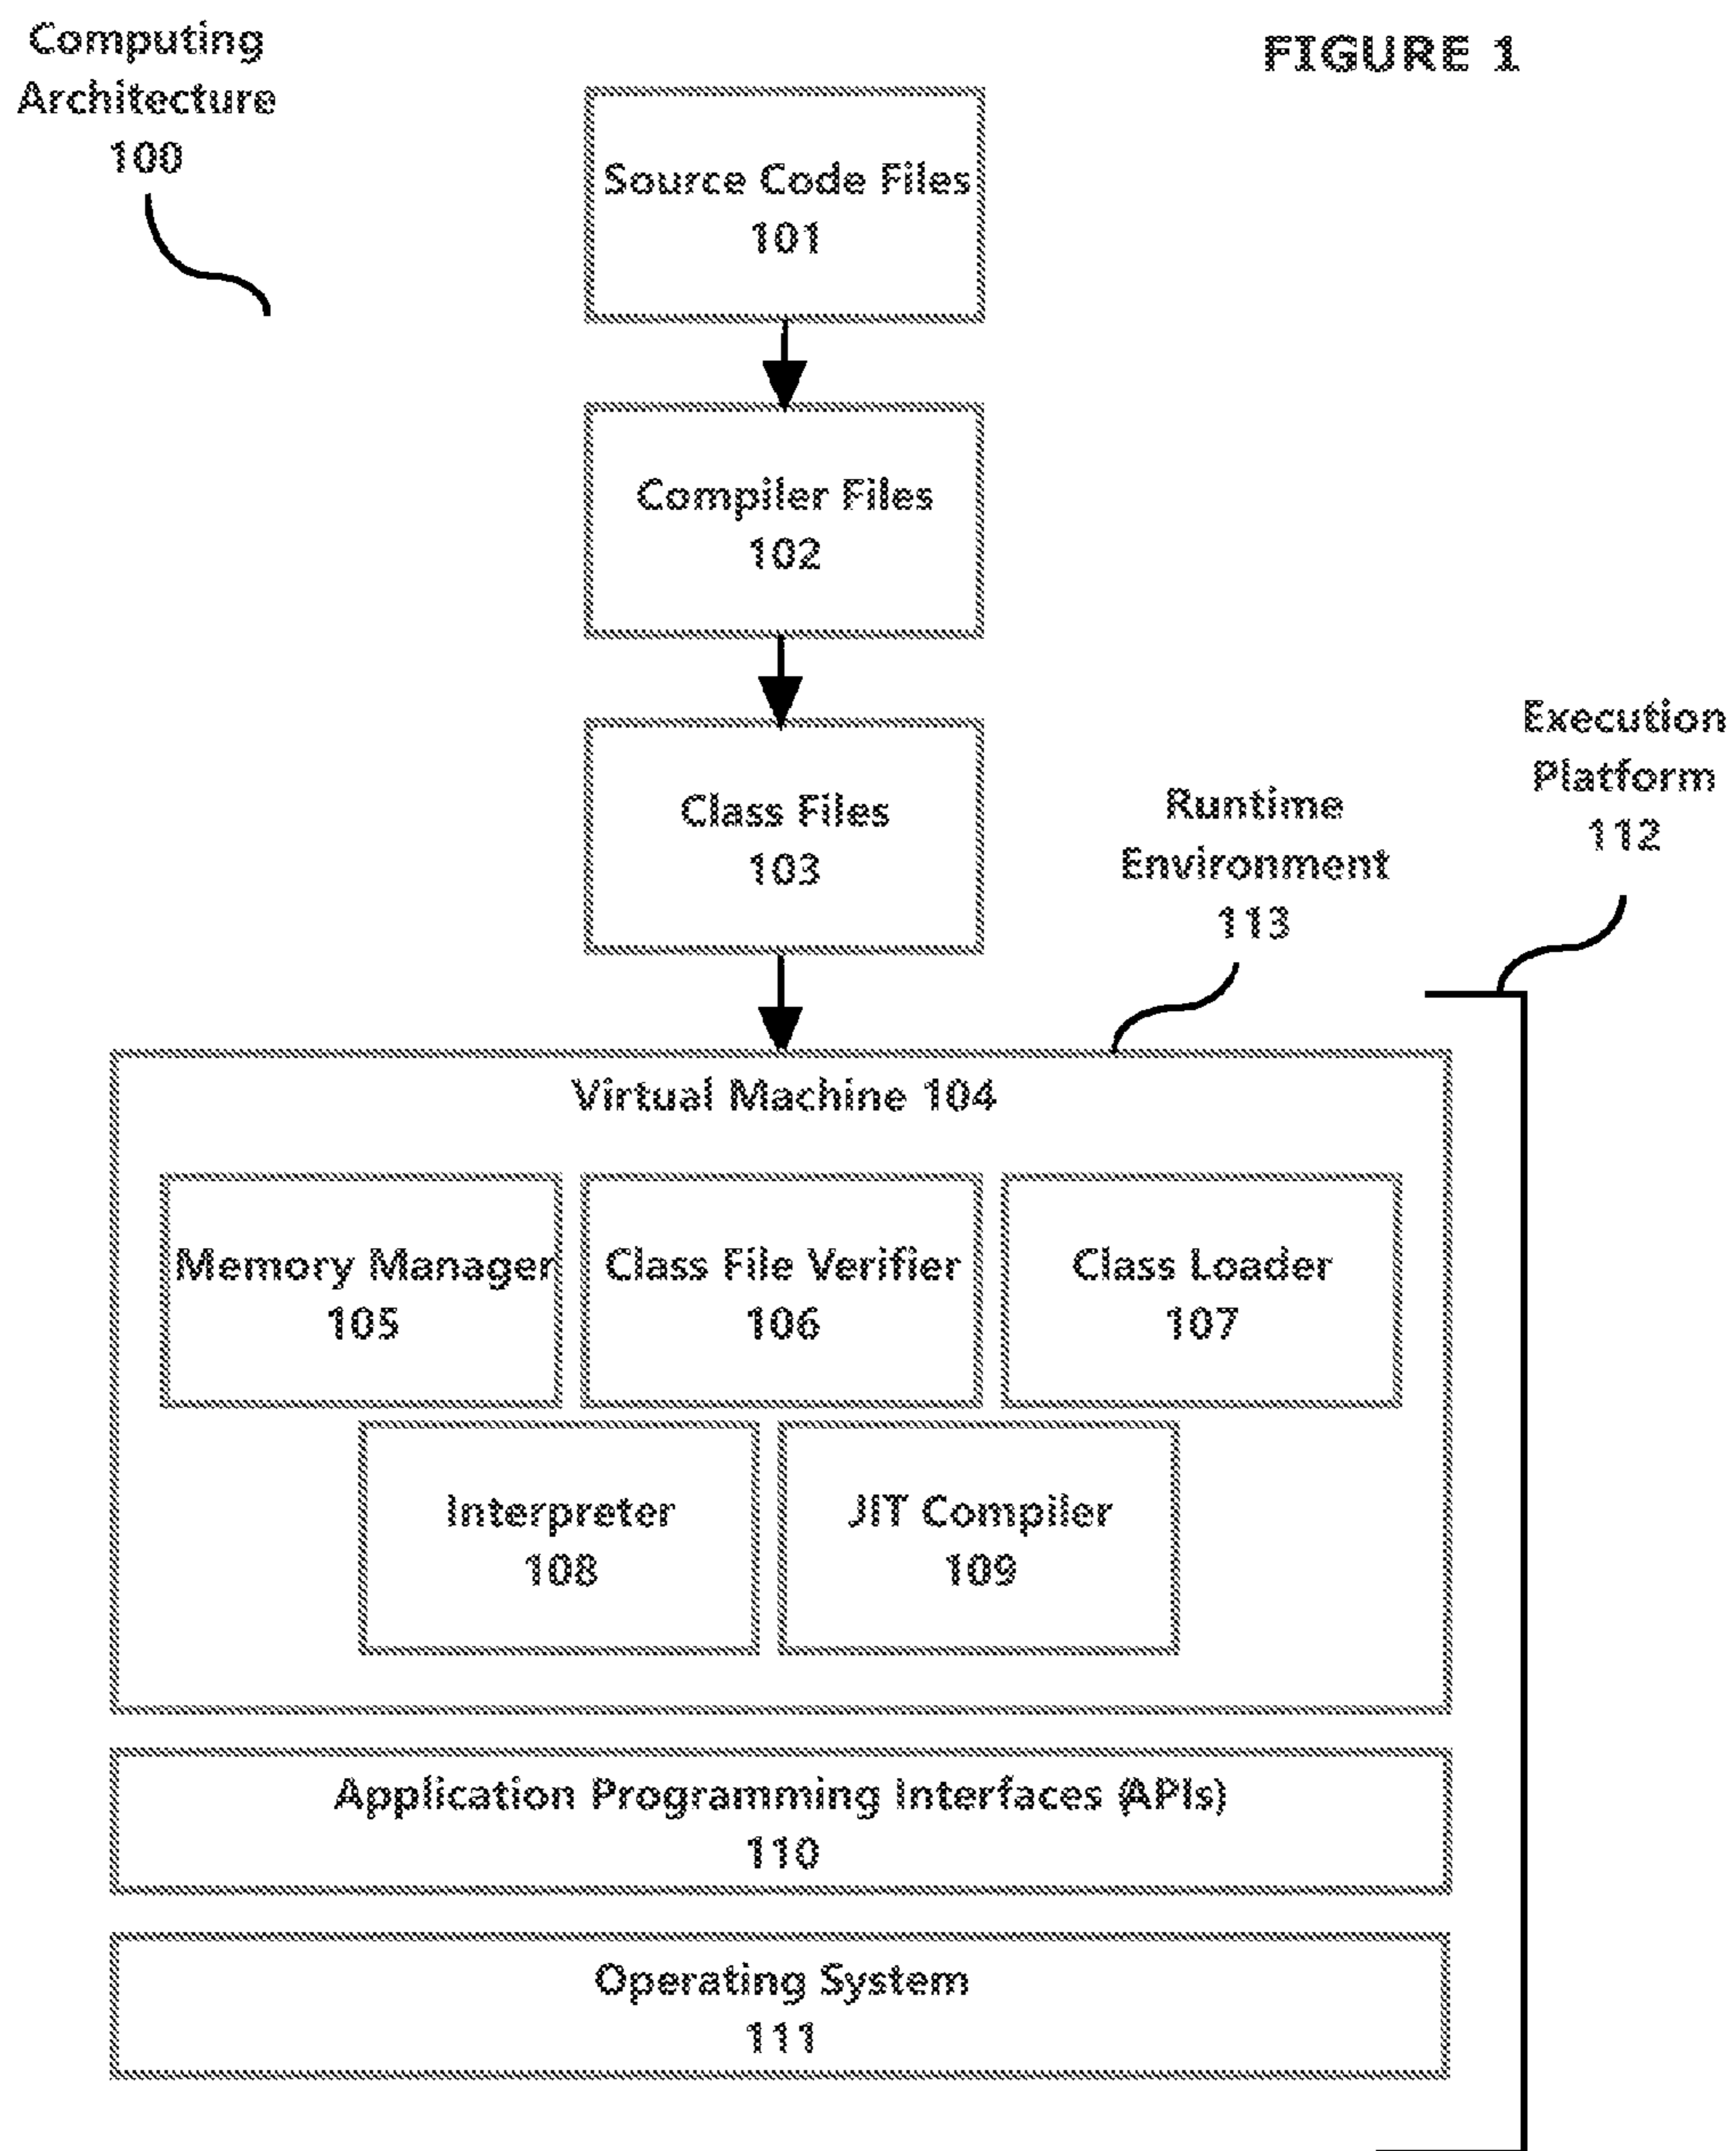 Computing
Architecture
100
FIGURE 1
Source Code Files
101
Compiler Files
102
Class Files
103
Execution
Platform
112
Runtime
Environment
113
Virtual Machine 104
Memory Manager
105
Class File Verifier
106
Class Loader
107
Interpreter
108
JIT Compiler
109
Application Programming Interfaces (APIs)
110
Operating System
111